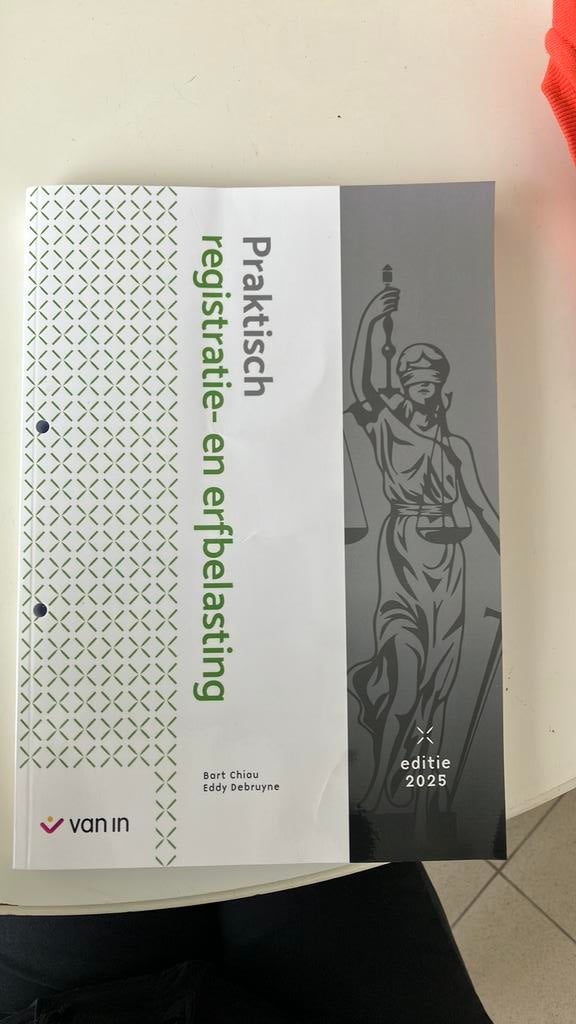 Praktisch
registratie- en erfbelasting
Bart Chiau
Eddy Debruyne
editie
2025
van in